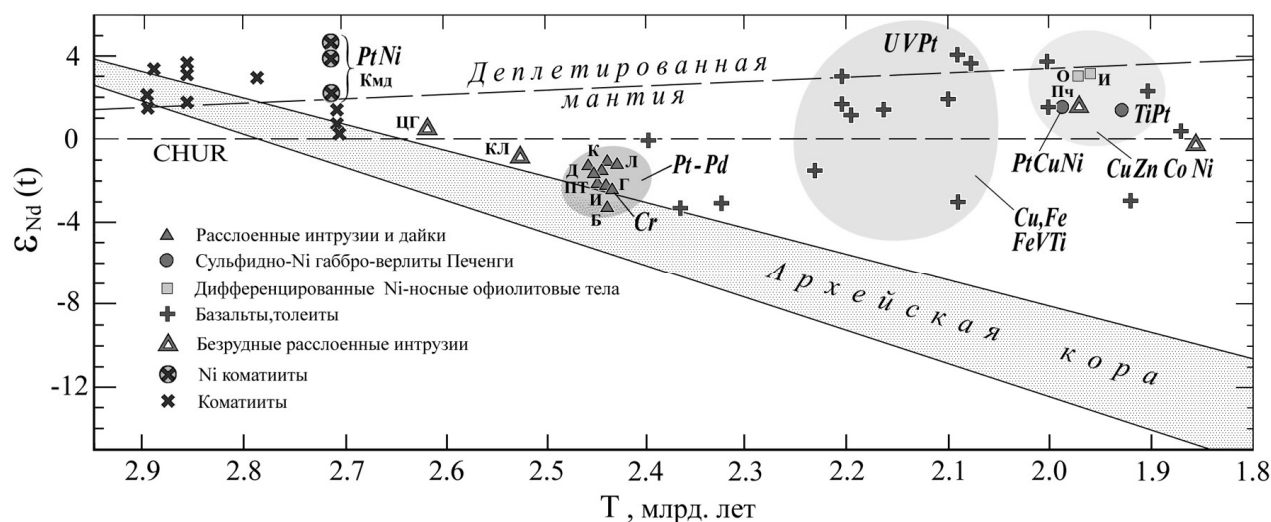 4
0
-4
-8
-12
εNd (t)
PtNi
Кмд
Деплетированная
мантия
CHUR
ЦГ
КЛ
К
Д
Л
ПТ
Г
И
Б
Pt-Pd
Cr
UVPt
Cu,Fe
FeVTi
О
И
Пч
TiPt
PtCuNi
CuZn Co Ni
Архейская кора
Расслоенные интрузии и дайки
Сульфидно-Ni габбро-верлиты Печенги
Дифференцированные Ni-носные офиолитовые тела
Базальты,толеиты
Безрудные расслоенные интрузии
Ni коматииты
Коматииты
2.9 2.8 2.7 2.6 2.5 2.4 2.3 2.2 2.1 2.0 1.9 1.8
T , млрд. лет